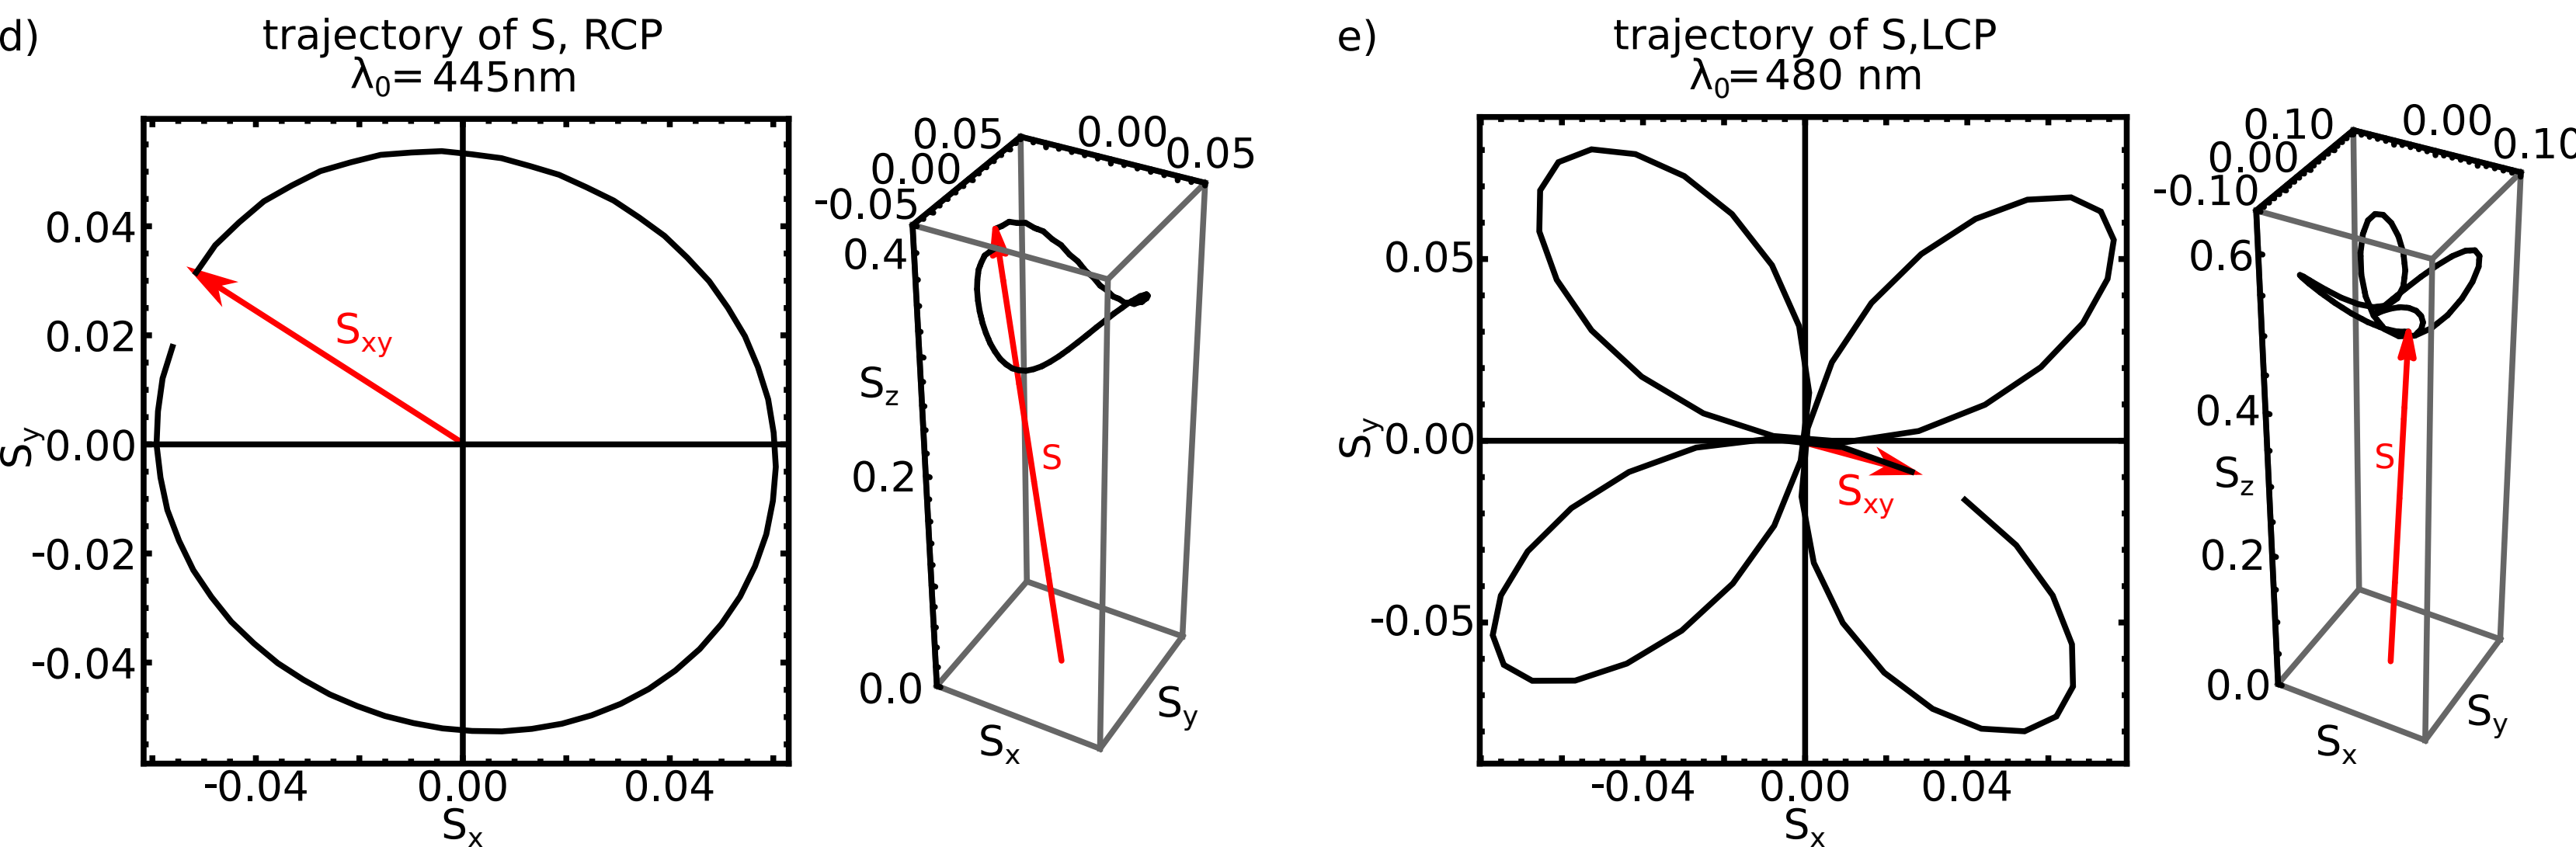 d)
trajectory of S, RCP
λ₀= 445nm
0.04
0.02
0.00
-0.02
-0.04
Sy
Sxy
-0.04
0.00
0.04
Sx
0.05
0.00
-0.05
0.00
0.05
0.4
Sz
0.2
0.0
S
Sx
Sy
e)
trajectory of S,LCP
λ₀=480 nm
0.05
0.00
-0.05
Sy
Sxy
-0.04
0.00
0.04
Sx
0.10
0.00
-0.10
0.00
0.10
0.6
0.4
Sz
0.2
0.0
S
Sx
Sy